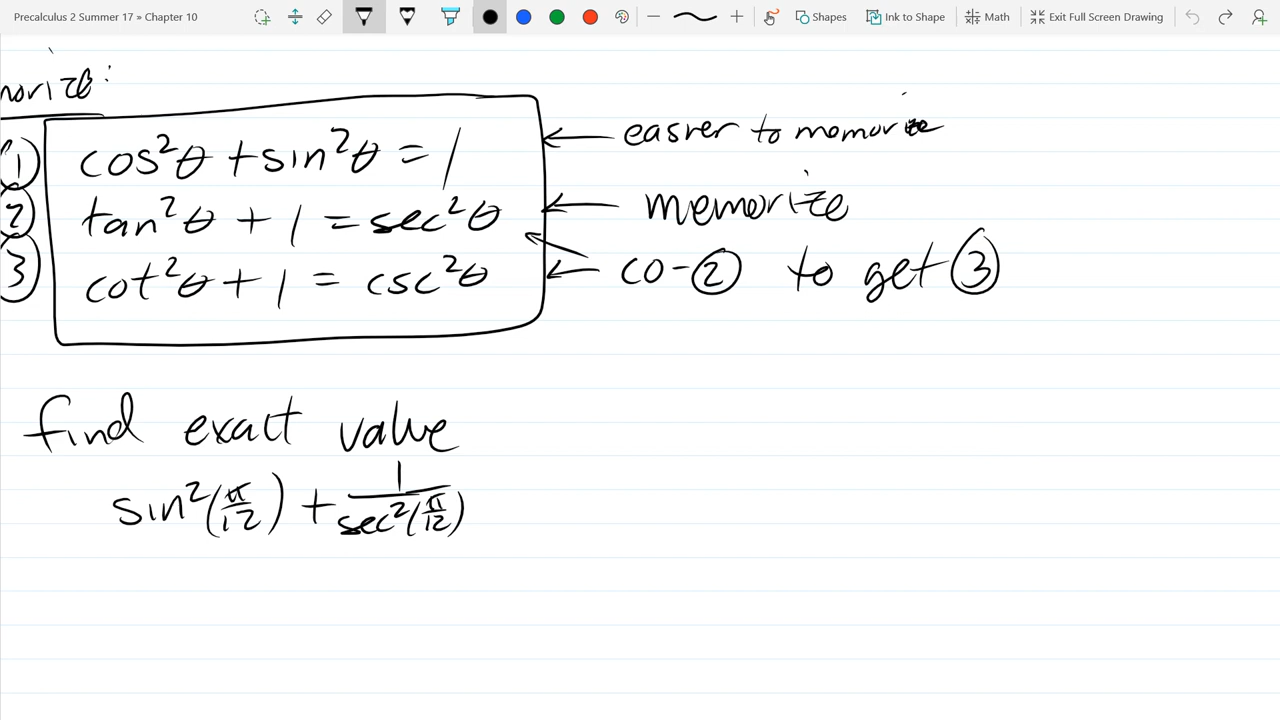 Precalculus 2 Summer 17 » Chapter 10
Shapes
Ink to Shape
Math
Exit Full Screen Drawing
morize:
① cos²θ + sin²θ = 1 ← easier to memorize
② tan²θ + 1 = sec²θ ← memorize
③ cot²θ + 1 = csc²θ ← co-② to get ③
find exact value
sin²(π/12) + 1/sec²(π/12)